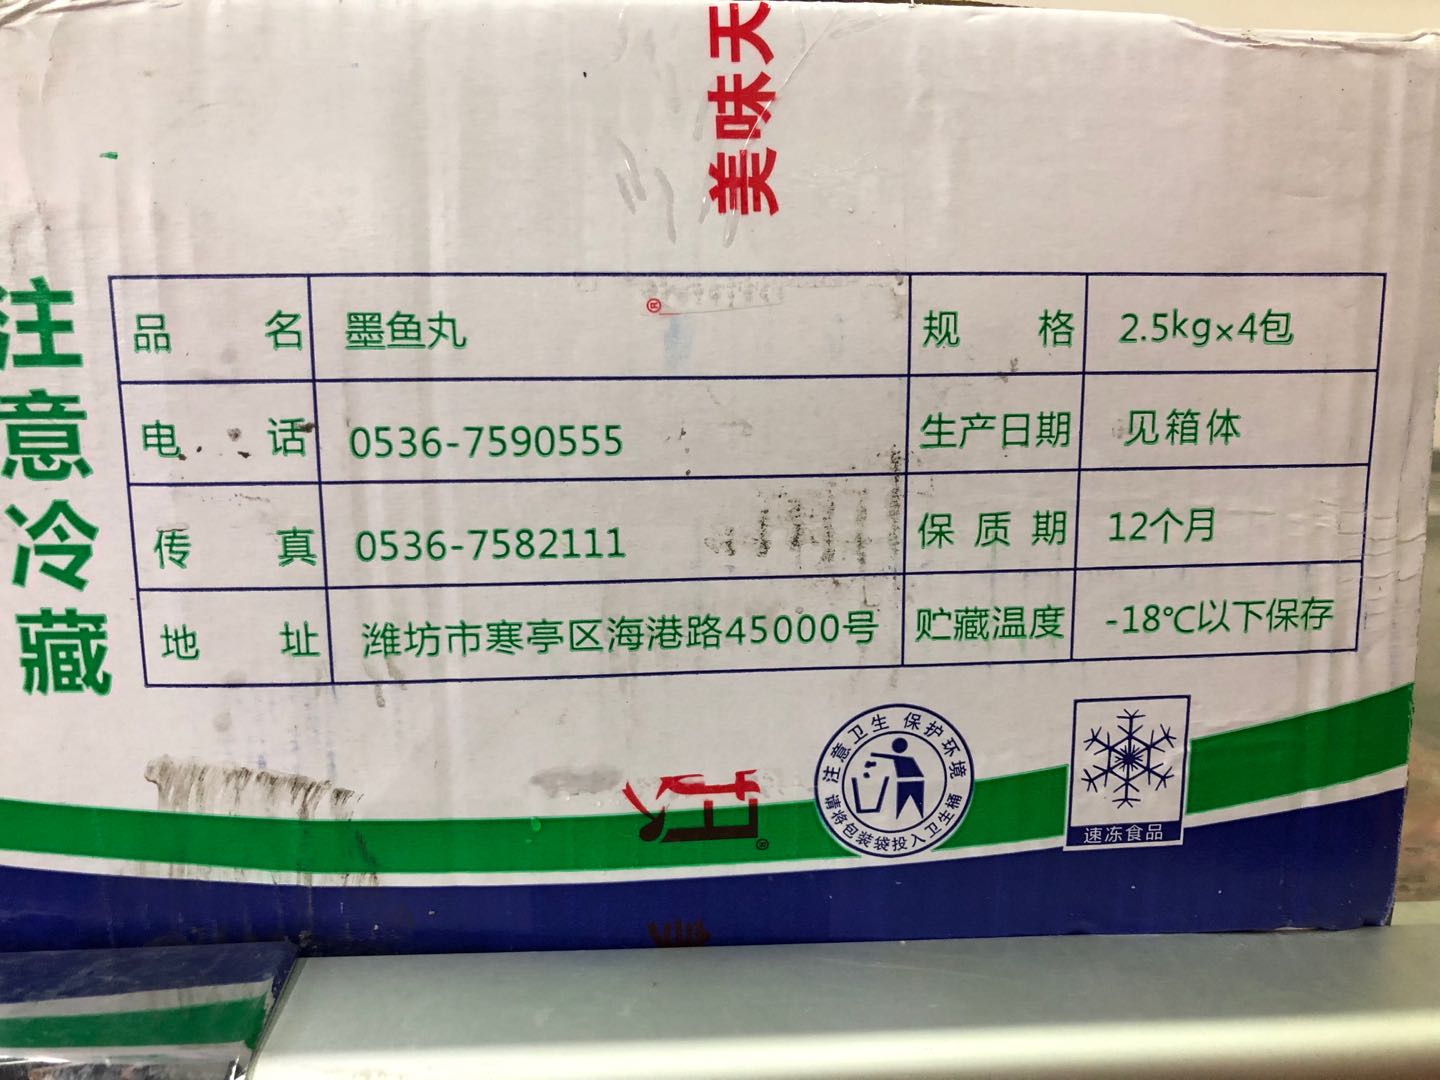 美味天
注意冷藏
品 名 墨鱼丸 规 格 2.5kg×4包
电 话 0536-7590555 生产日期 见箱体
传 真 0536-7582111 保质期 12个月
地 址 潍坊市寒亭区海港路45000号 贮藏温度 -18℃以下保存
注意卫生 保护环境
请将包装袋投入卫生桶
速冻食品